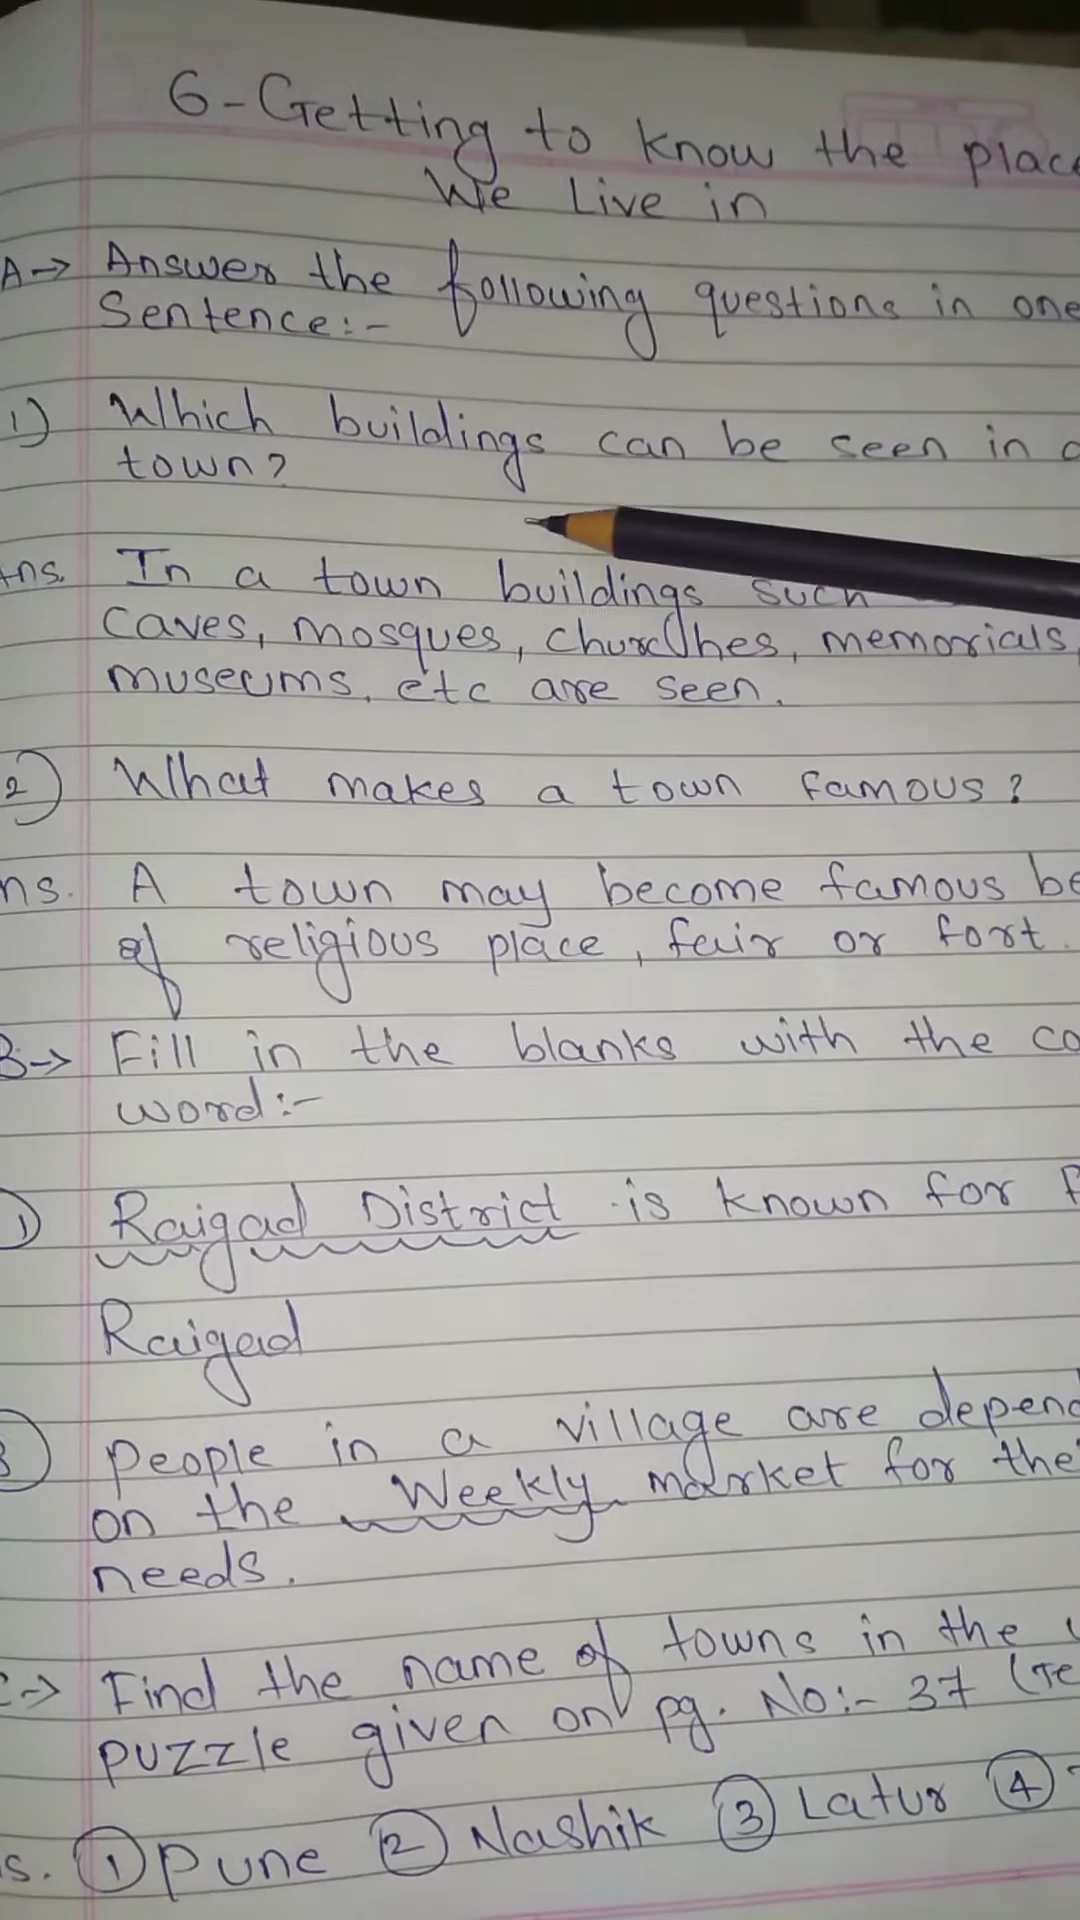 6-Getting to know the place
We Live in
A→ Answer the following questions in one
Sentence:-
1) Which buildings can be seen in a
town?
Ans. In a town buildings such
caves, mosques, churches, memorials,
museums, etc are seen.
2) What makes a town famous?
ns. A town may become famous be
of religious place, fair or fort.
B→ Fill in the blanks with the co
word:-
1) Raigad District is known for f
Raigad
3) People in a village are depend
on the Weekly market for the
needs.
C→ Find the name of towns in the
puzzle given on pg. No:- 37 (Te
s. ① Pune ② Nashik ③ Latur ④